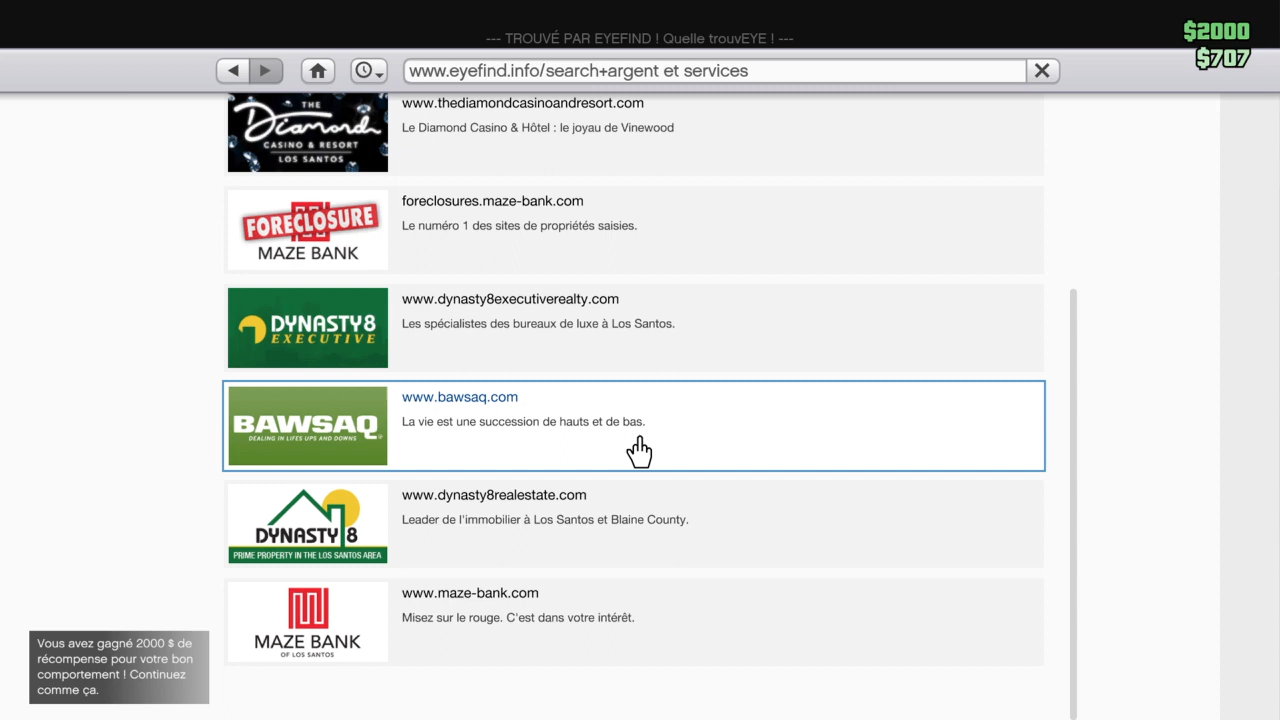 --- TROUVÉ PAR EYEFIND ! Quelle trouvEYE ! ---
$2000
$707
www.eyefind.info/search+argent et services
THE
Diamond
CASINO & RESORT
LOS SANTOS
www.thediamondcasinoandresort.com
Le Diamond Casino & Hôtel : le joyau de Vinewood
FORECLOSURE
MAZE BANK
foreclosures.maze-bank.com
Le numéro 1 des sites de propriétés saisies.
DYNASTY8
EXECUTIVE
www.dynasty8executiverealty.com
Les spécialistes des bureaux de luxe à Los Santos.
BAWSAQ
DEALING IN LIFES UPS AND DOWNS
www.bawsaq.com
La vie est une succession de hauts et de bas.
DYNASTY 8
PRIME PROPERTY IN THE LOS SANTOS AREA
www.dynasty8realestate.com
Leader de l'immobilier à Los Santos et Blaine County.
MAZE BANK
OF LOS SANTOS
www.maze-bank.com
Misez sur le rouge. C'est dans votre intérêt.
Vous avez gagné 2000 $ de
récompense pour votre bon
comportement ! Continuez
comme ça.